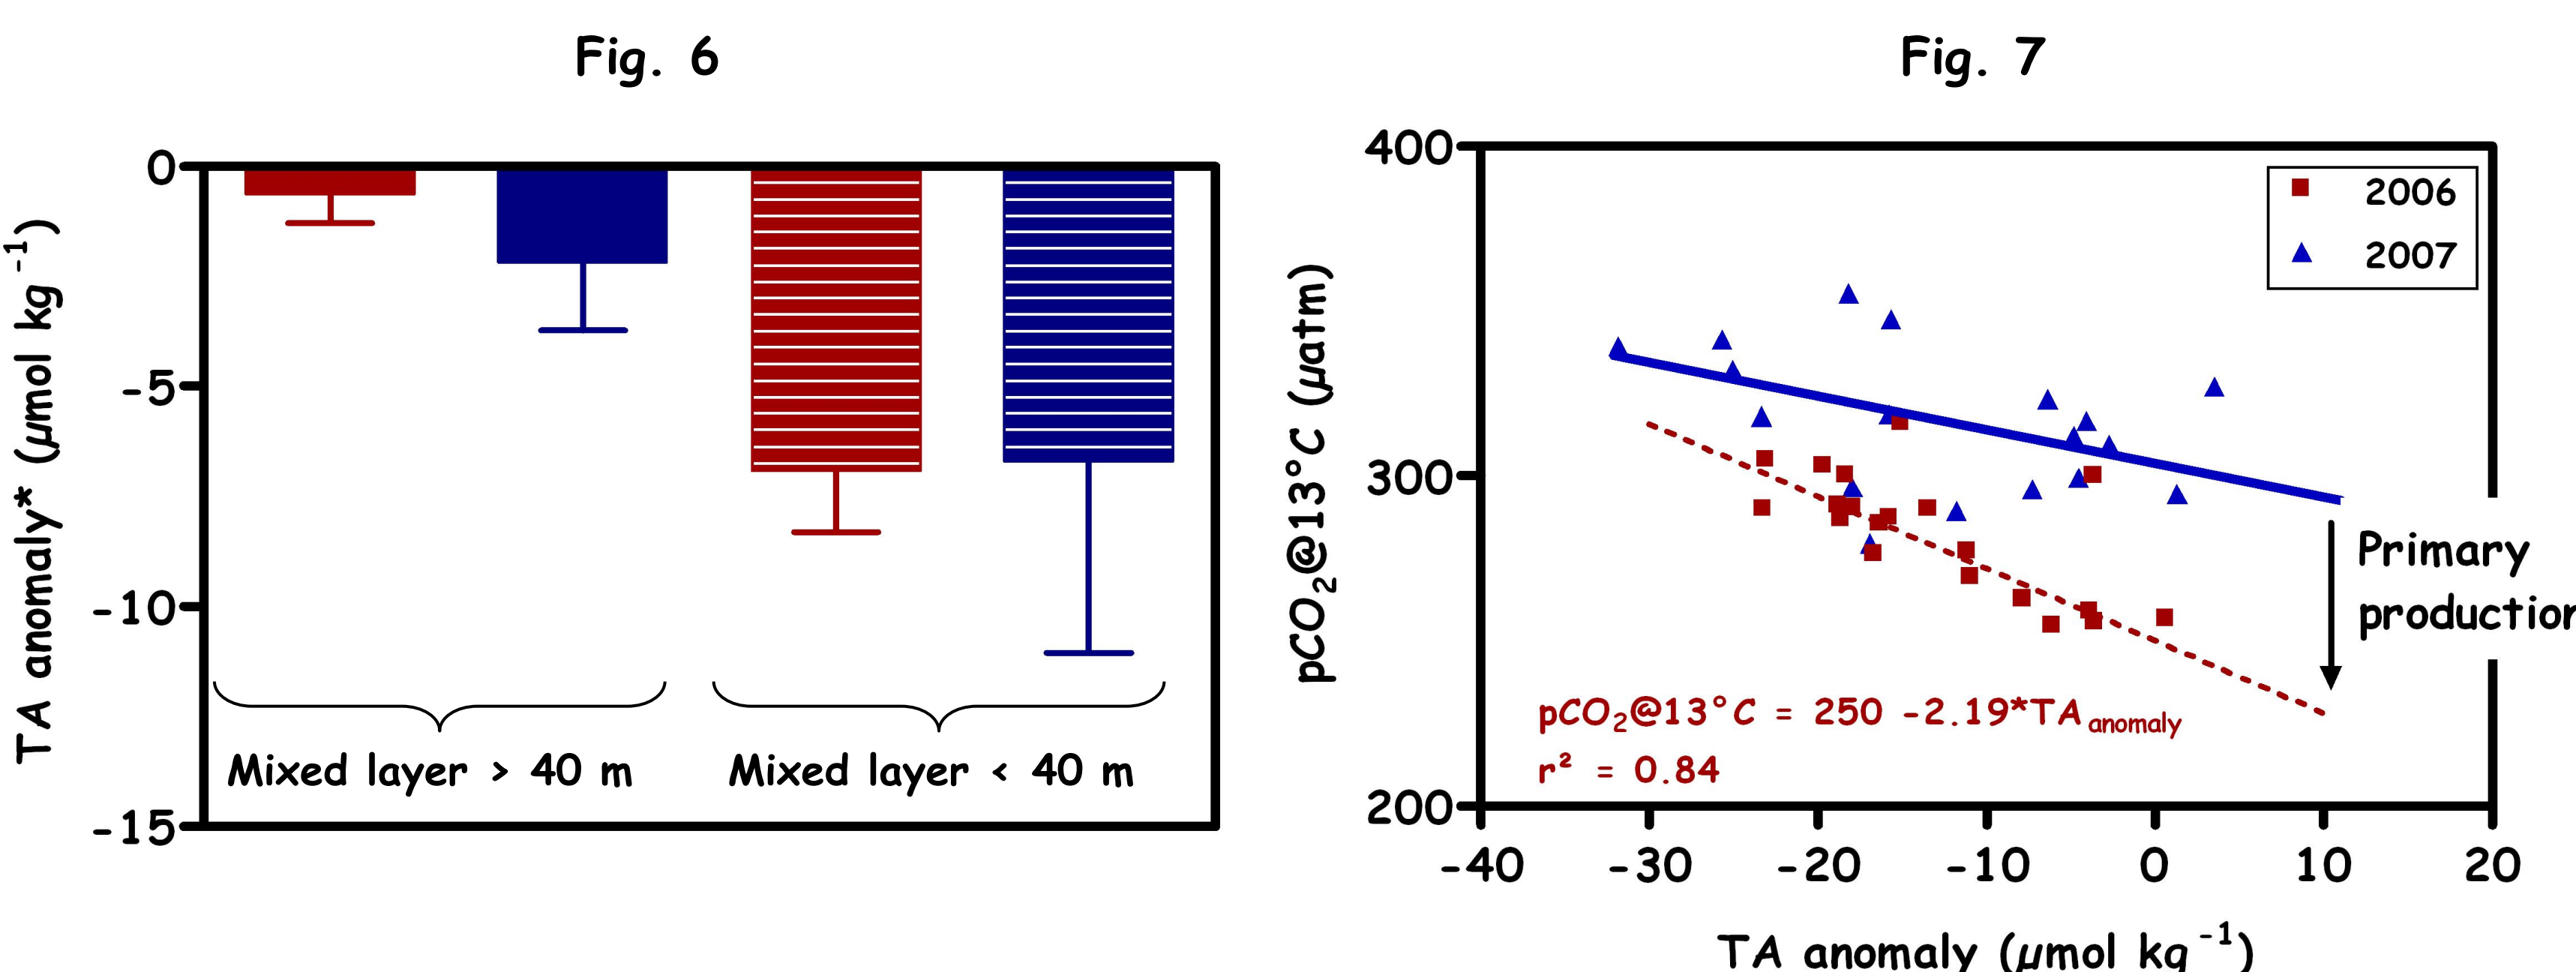 Fig. 6
TA anomaly* (µmol kg⁻¹)
0
-5
-10
-15
Mixed layer > 40 m
Mixed layer < 40 m
Fig. 7
pCO₂@13°C (µatm)
400
300
200
2006
2007
Primary
production
pCO₂@13°C = 250 -2.19*TAanomaly
r² = 0.84
-40 -30 -20 -10 0 10 20
TA anomaly (µmol kg⁻¹)